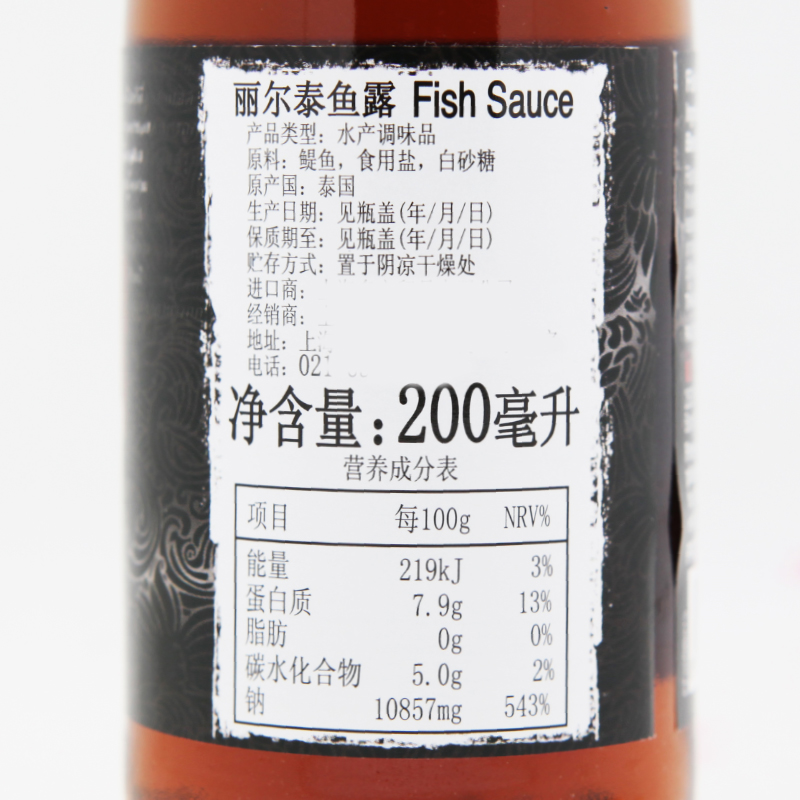 丽尔泰鱼露 Fish Sauce
产品类型：水产调味品
原料：鳀鱼，食用盐，白砂糖
原产国：泰国
生产日期：见瓶盖(年/月/日)
保质期至：见瓶盖(年/月/日)
贮存方式：置于阴凉干燥处
进口商：
经销商：
地址：上
电话：021
净含量：200毫升
营养成分表
项目 每100g NRV%
能量 219kJ 3%
蛋白质 7.9g 13%
脂肪 0g 0%
碳水化合物 5.0g 2%
钠 10857mg 543%